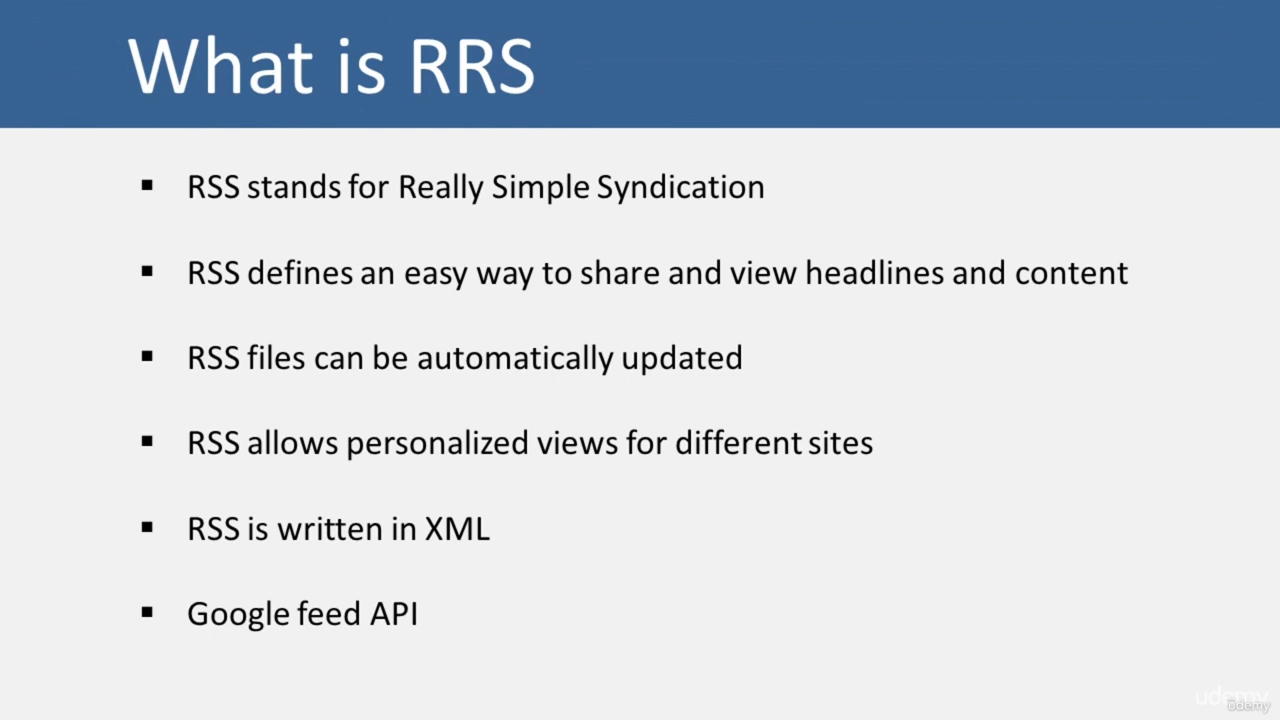 What is RRS
▪ RSS stands for Really Simple Syndication
▪ RSS defines an easy way to share and view headlines and content
▪ RSS files can be automatically updated
▪ RSS allows personalized views for different sites
▪ RSS is written in XML
▪ Google feed API
udemy
udemy